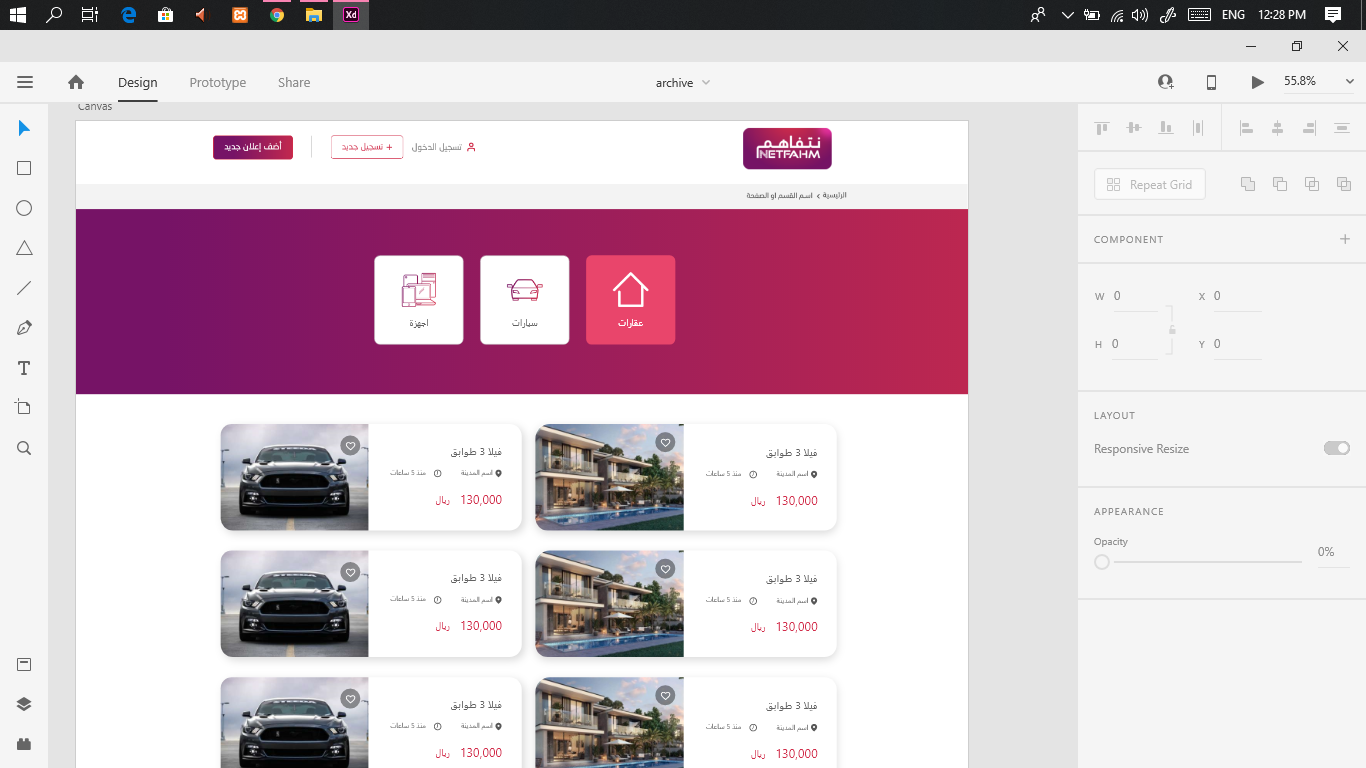 ENG 12:28 PM
Design Prototype Share
archive
55.8%
Canvas
نتفاهم
NETFAHM
تسجيل الدخول
+ تسجيل جديد
أضف إعلان جديد
الرئيسية > اسم القسم او الصفحة
عقارات
سيارات
اجهزة
فيلا 3 طوابق
اسم المدينة منذ 5 ساعات
130,000 ريال
فيلا 3 طوابق
اسم المدينة منذ 5 ساعات
130,000 ريال
فيلا 3 طوابق
اسم المدينة منذ 5 ساعات
130,000 ريال
فيلا 3 طوابق
اسم المدينة منذ 5 ساعات
130,000 ريال
فيلا 3 طوابق
اسم المدينة منذ 5 ساعات
130,000 ريال
فيلا 3 طوابق
اسم المدينة منذ 5 ساعات
130,000 ريال
Repeat Grid
COMPONENT
W 0 X 0
H 0 Y 0
LAYOUT
Responsive Resize
APPEARANCE
Opacity
0%
Xd